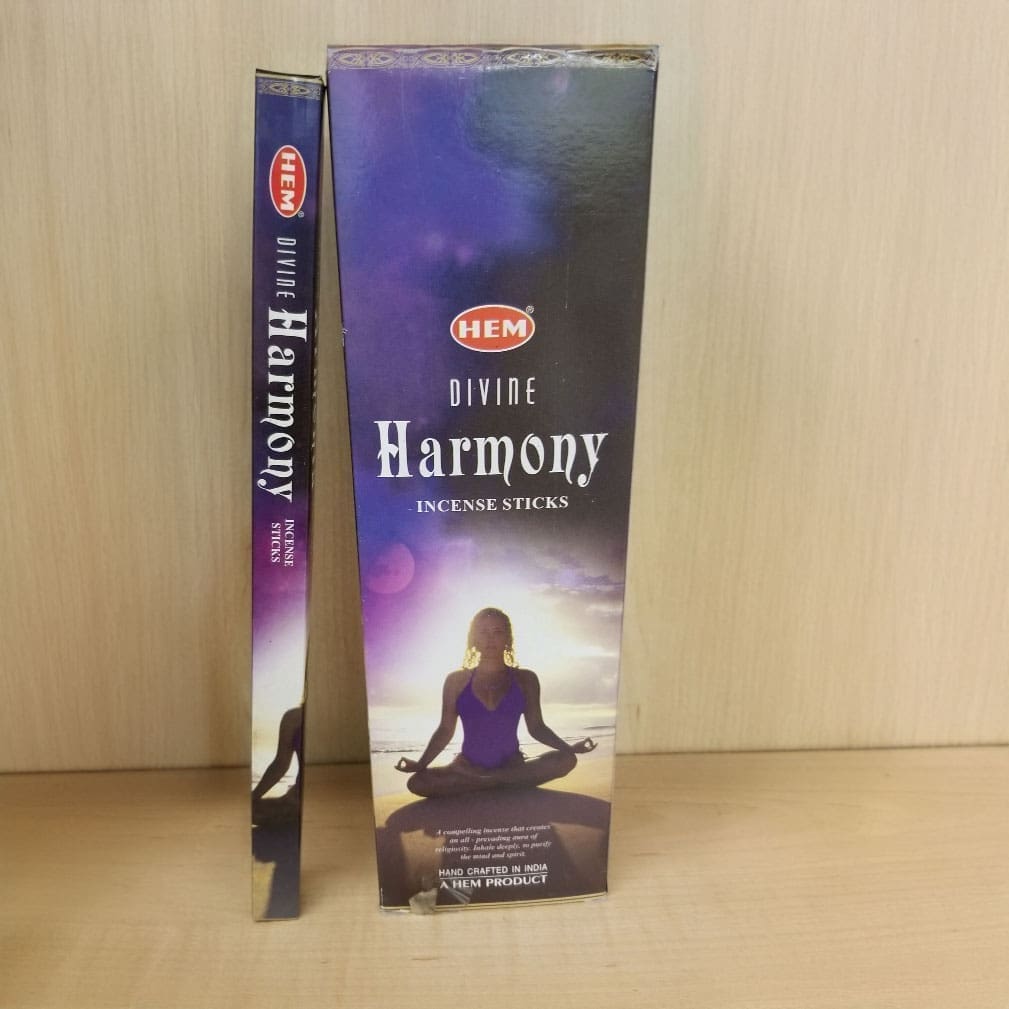 HEM
DIVINE
Harmony
INCENSE
STICKS
HEM
DIVINE
Harmony
INCENSE STICKS
A compelling incense that creates
an all - prevading aura of
religiosity. Inhale deeply, to purify
the mind and spirit.
HAND CRAFTED IN INDIA
A HEM PRODUCT